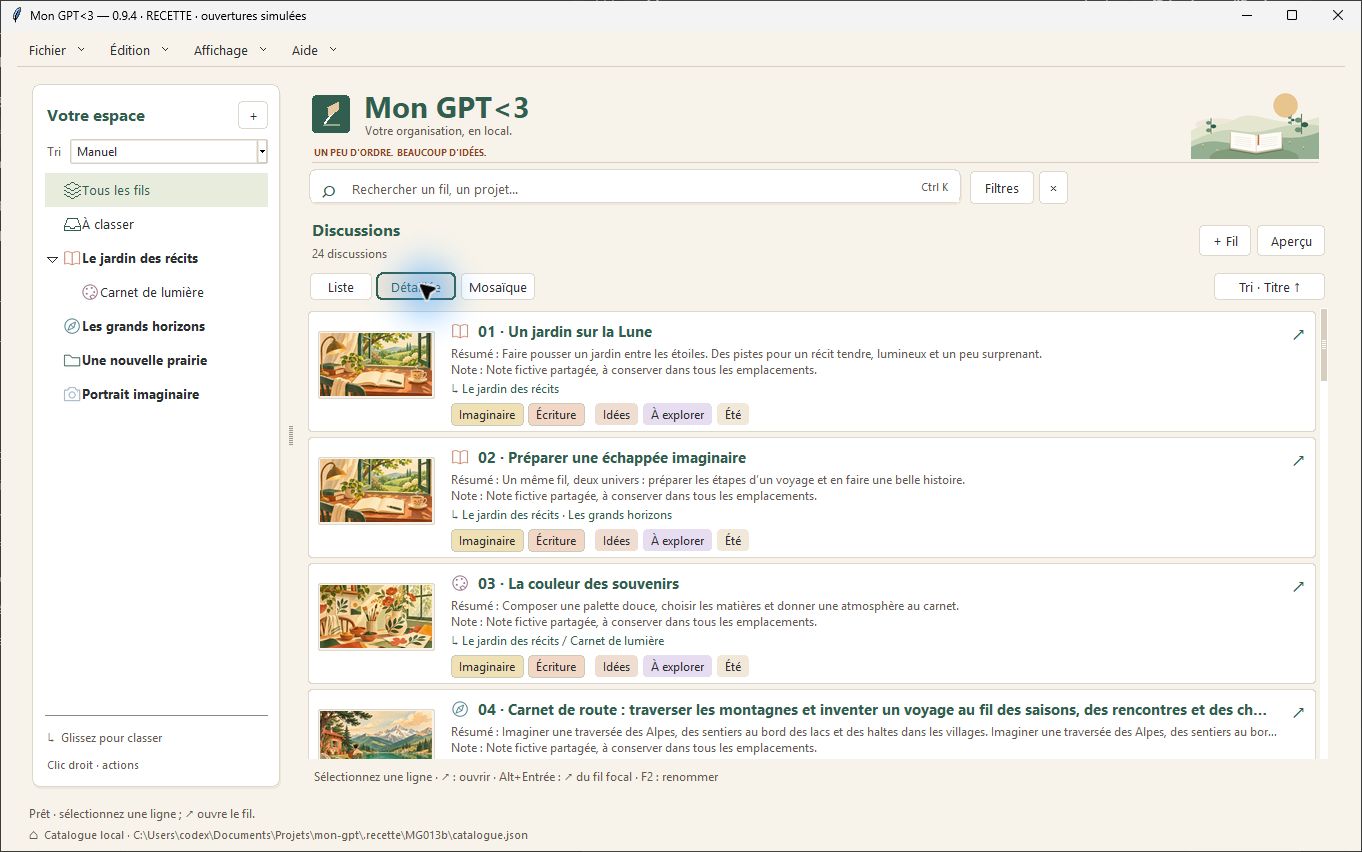 Mon GPT<3 — 0.9.4 · RECETTE · ouvertures simulées
Fichier Édition Affichage Aide
Votre espace
+
Tri Manuel
Tous les fils
À classer
Le jardin des récits
Carnet de lumière
Les grands horizons
Une nouvelle prairie
Portrait imaginaire
↳ Glissez pour classer
Clic droit · actions
Mon GPT<3
Votre organisation, en local.
UN PEU D'ORDRE. BEAUCOUP D'IDÉES.
Rechercher un fil, un projet... Ctrl K
Filtres ×
Discussions
24 discussions
+ Fil Aperçu
Liste Mosaïque
Tri · Titre ↑
01 · Un jardin sur la Lune ↗
Résumé : Faire pousser un jardin entre les étoiles. Des pistes pour un récit tendre, lumineux et un peu surprenant.
Note : Note fictive partagée, à conserver dans tous les emplacements.
↳ Le jardin des récits
Imaginaire Écriture Idées À explorer Été
02 · Préparer une échappée imaginaire ↗
Résumé : Un même fil, deux univers : préparer les étapes d’un voyage et en faire une belle histoire.
Note : Note fictive partagée, à conserver dans tous les emplacements.
↳ Le jardin des récits · Les grands horizons
Imaginaire Écriture Idées À explorer Été
03 · La couleur des souvenirs ↗
Résumé : Composer une palette douce, choisir les matières et donner une atmosphère au carnet.
Note : Note fictive partagée, à conserver dans tous les emplacements.
↳ Le jardin des récits / Carnet de lumière
Imaginaire Écriture Idées À explorer Été
04 · Carnet de route : traverser les montagnes et inventer un voyage au fil des saisons, des rencontres et des ch... ↗
Résumé : Imaginer une traversée des Alpes, des sentiers au bord des lacs et des haltes dans les villages. Imaginer une traversée des Alpes, des sentiers au bor...
Note : Note fictive partagée, à conserver dans tous les emplacements.
Sélectionnez une ligne · ↗ : ouvrir · Alt+Entrée : ↗ du fil focal · F2 : renommer
Prêt · sélectionnez une ligne ; ↗ ouvre le fil.
Catalogue local · C:\Users\codex\Documents\Projets\mon-gpt\.recette\MG013b\catalogue.json